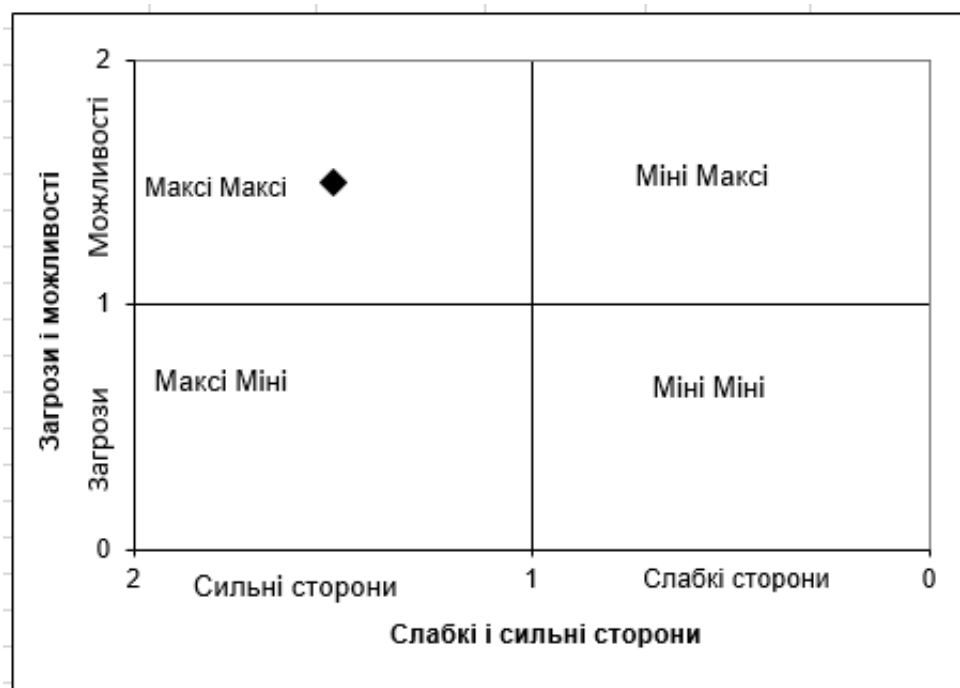 2
Можливості
Максі Максі
Міні Максі
Загрози і можливості
1
Максі Міні
Міні Міні
Загрози
0
2
Сильні сторони
1
Слабкі сторони
0
Слабкі і сильні сторони